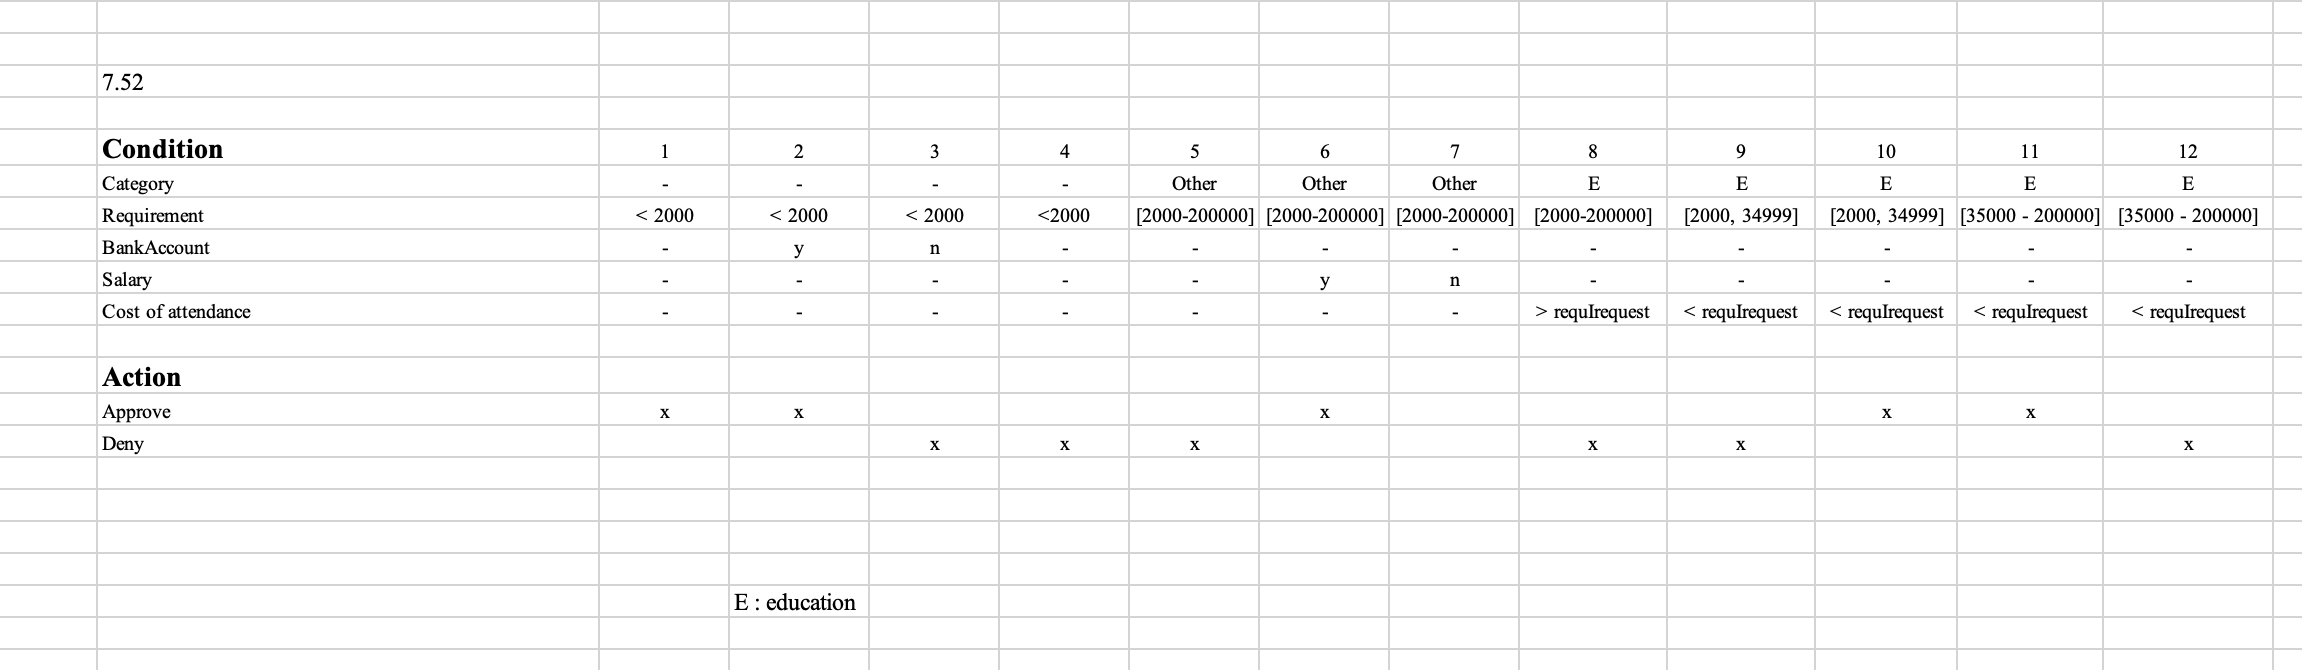 7.52
Condition 1 2 3 4 5 6 7 8 9 10 11 12
Category - - - - Other Other Other E E E E E
Requirement < 2000 < 2000 < 2000 <2000 [2000-200000] [2000-200000] [2000-200000] [2000-200000] [2000, 34999] [2000, 34999] [35000 - 200000] [35000 - 200000]
BankAccount - y n - - - - - - - - -
Salary - - - - - y n - - - - -
Cost of attendance - - - - - - - > requIrequest < requIrequest < requIrequest < requIrequest < requIrequest
Action
Approve x x x x x
Deny x x x x x x
E : education